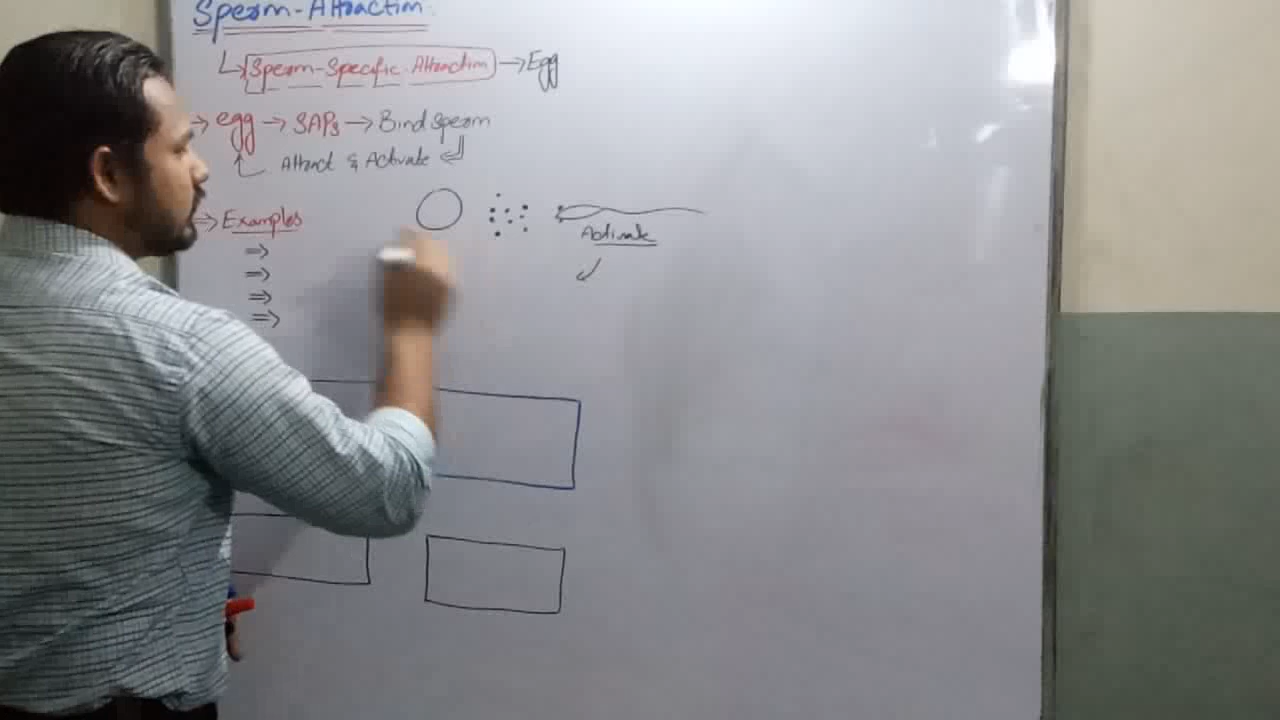 Sperm-Attraction
↳ Sperm-Specific-Attraction → Egg
→ egg → SAPs → Bind Sperm
Attract & Activate
⇒ Examples
Activate
⇒
⇒
⇒
⇒